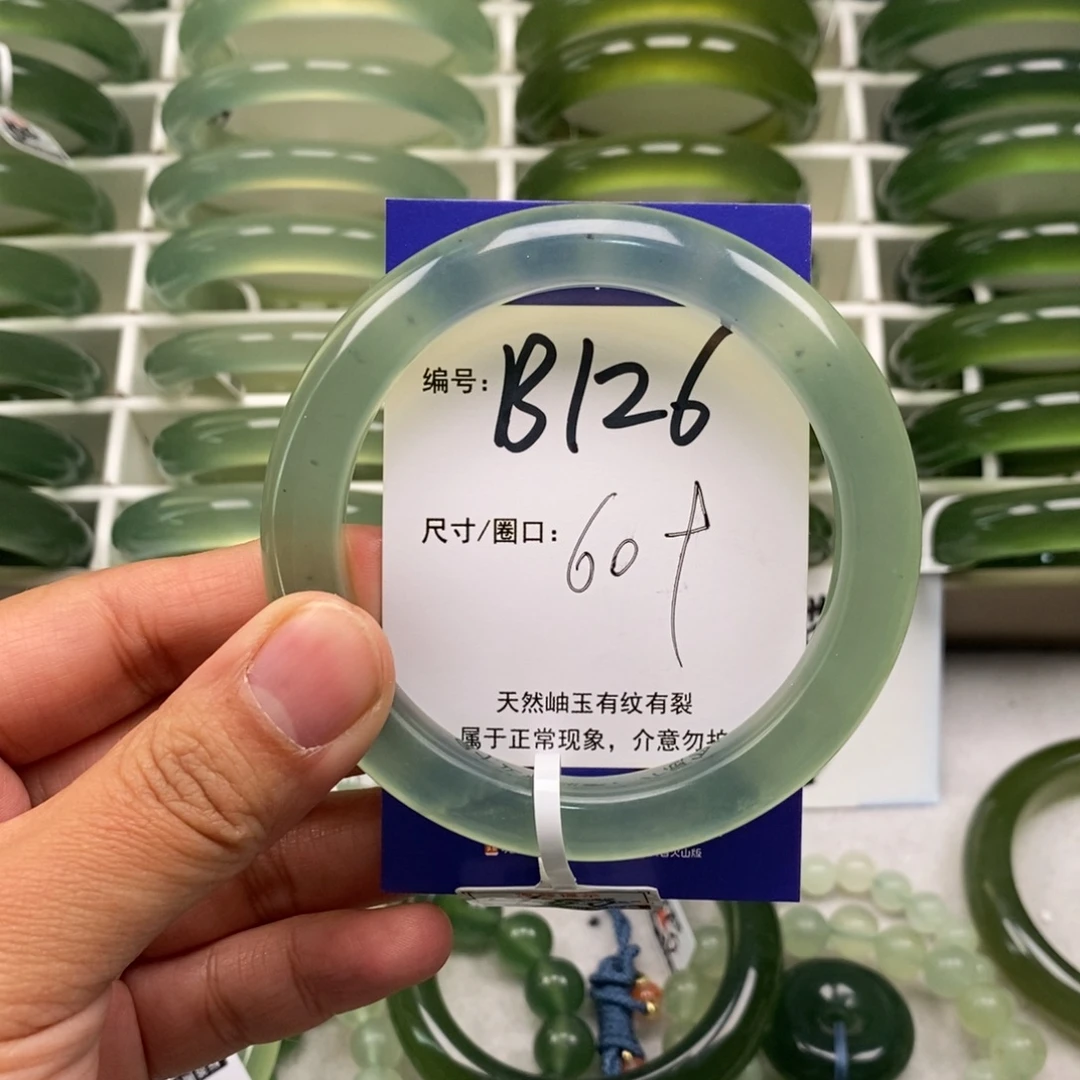 编号：B126
尺寸/圈口：60↑
天然岫玉有纹有裂
属于正常现象，介意勿拍